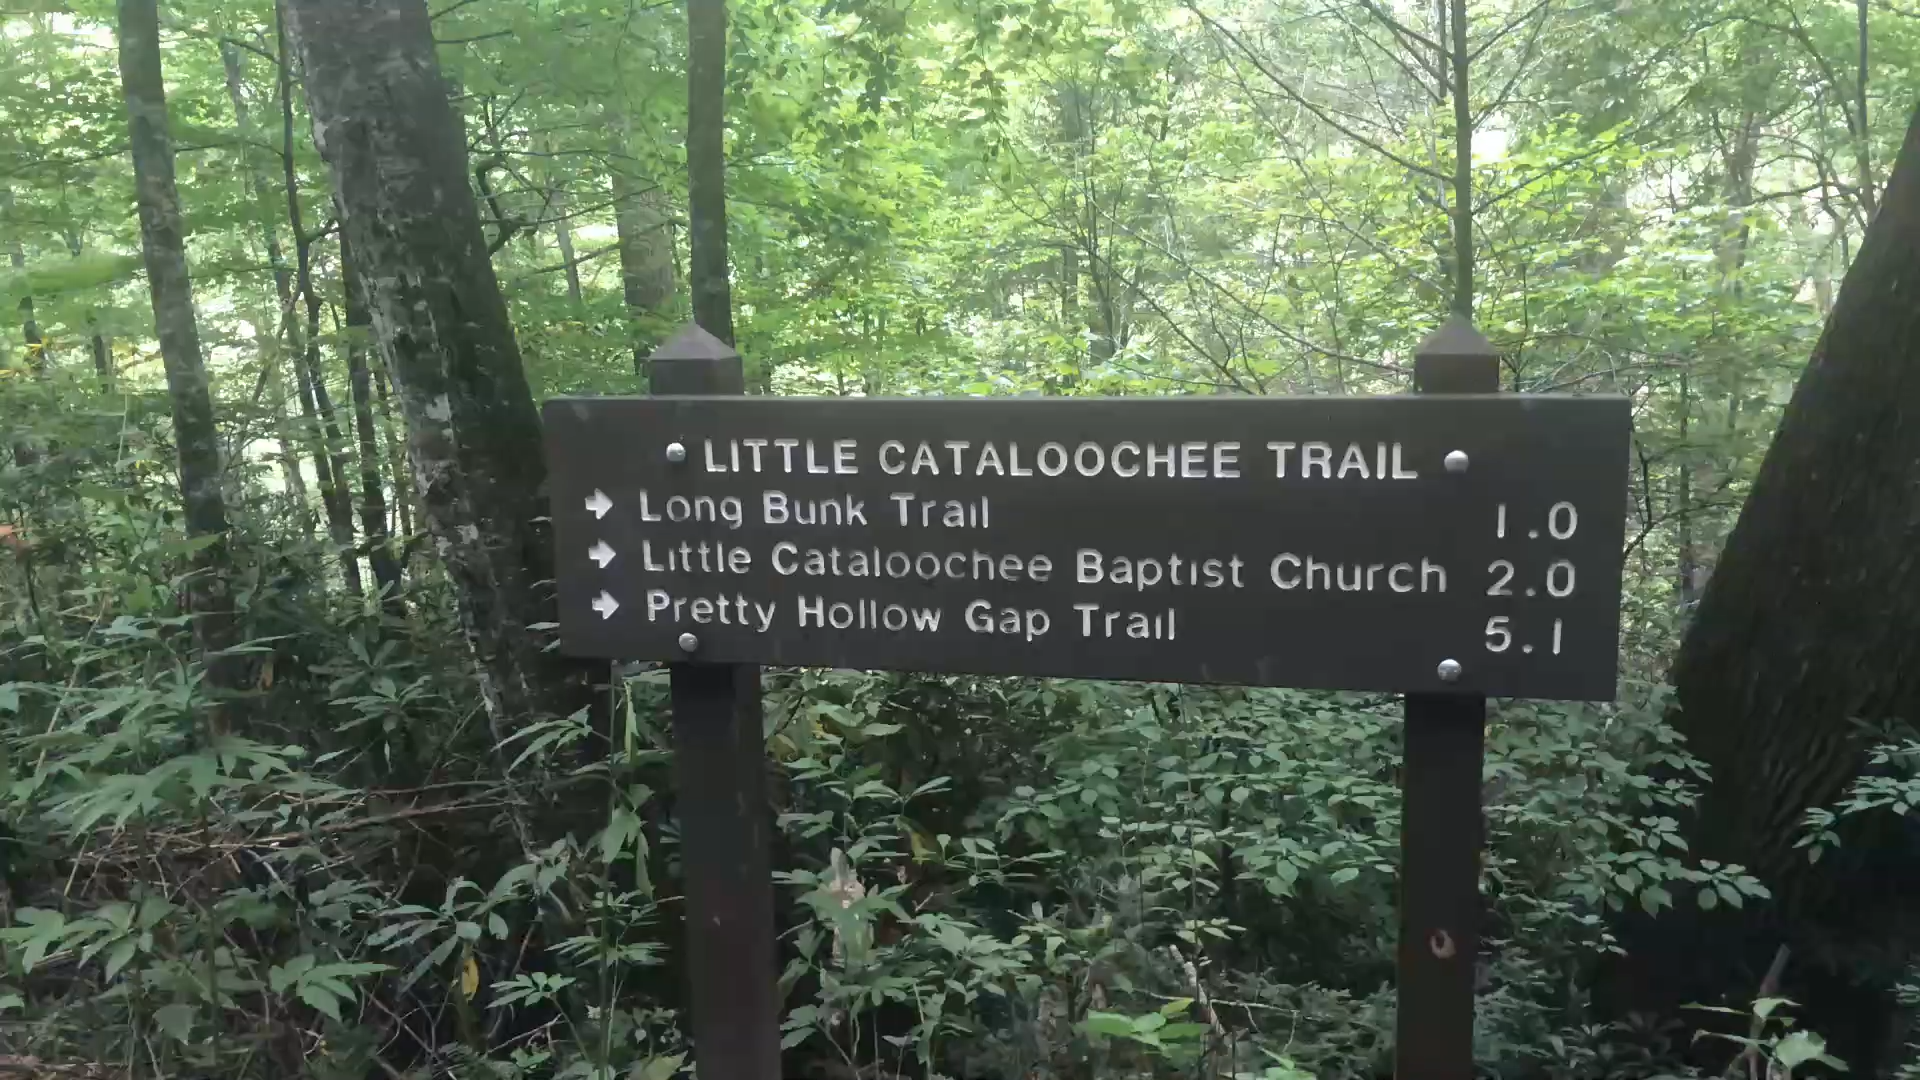 LITTLE CATALOOCHEE TRAIL
→ Long Bunk Trail 1.0
→ Little Cataloochee Baptist Church 2.0
→ Pretty Hollow Gap Trail 5.1